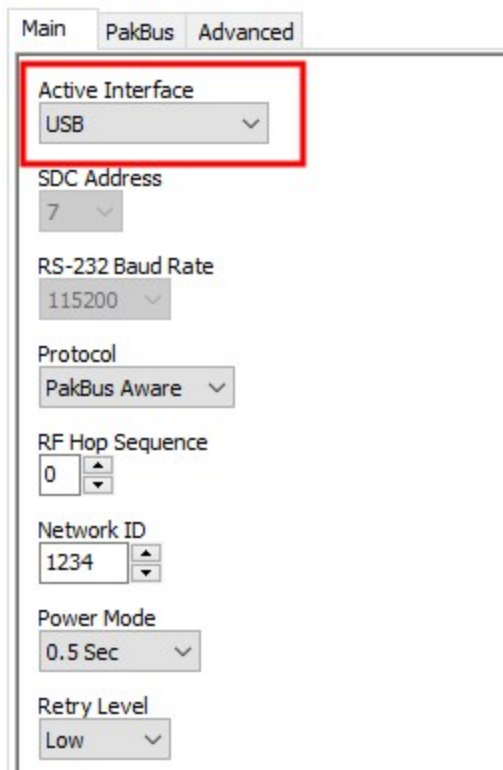 Main PakBus Advanced
Active Interface
USB
SDC Address
7
RS-232 Baud Rate
115200
Protocol
PakBus Aware
RF Hop Sequence
0
Network ID
1234
Power Mode
0.5 Sec
Retry Level
Low